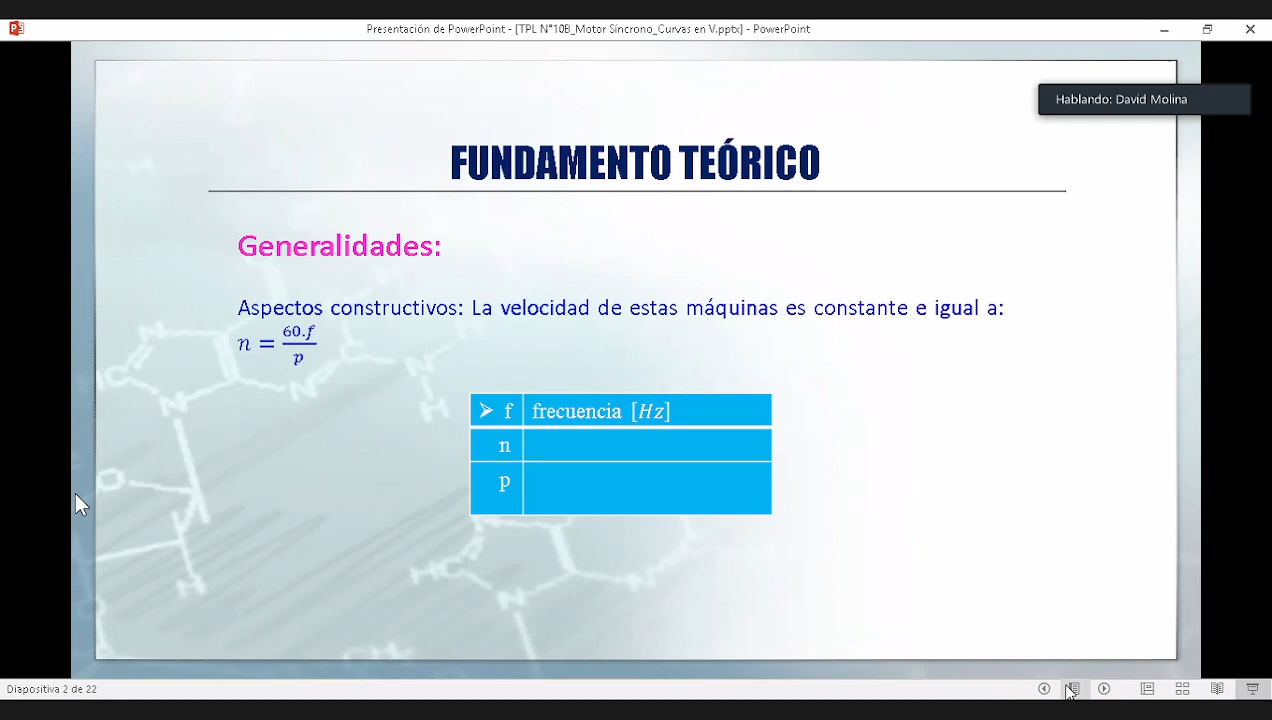 Presentación de PowerPoint - [TPL N°10B_Motor Síncrono_Curvas en V.pptx] - PowerPoint
Hablando: David Molina
FUNDAMENTO TEÓRICO
Generalidades:
Aspectos constructivos: La velocidad de estas máquinas es constante e igual a:
n = 60.f / p
➢ f frecuencia [Hz]
n
p
Diapositiva 2 de 22